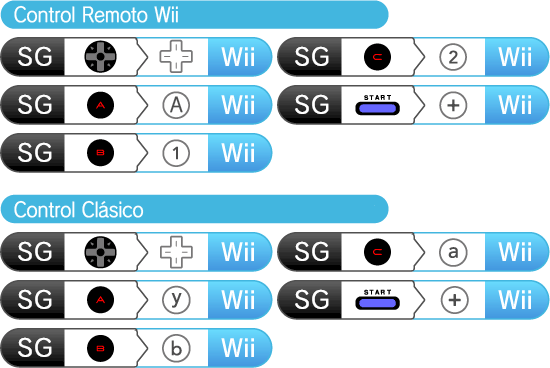 Control Remoto Wii
SG Wii SG C 2 Wii
SG A A Wii SG START + Wii
SG B 1 Wii
Control Clásico
SG Wii SG C a Wii
SG A y Wii SG START + Wii
SG B b Wii